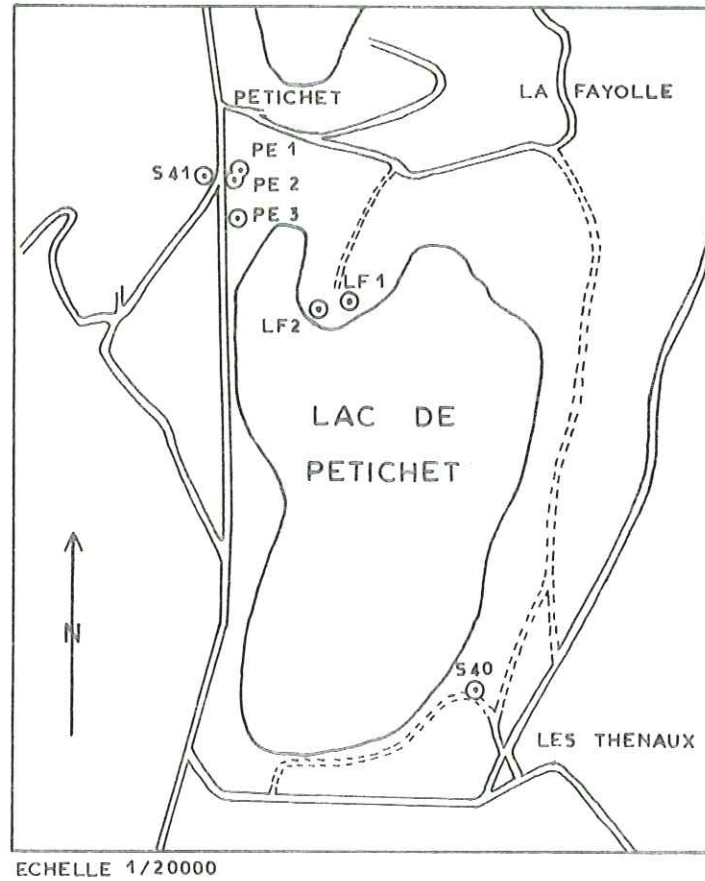 PETICHET
LA FAYOLLE
PE 1
S41
PE 2
PE 3
LF 1
LF2
LAC DE
PETICHET
N
S40
LES THENAUX
ECHELLE 1/20000